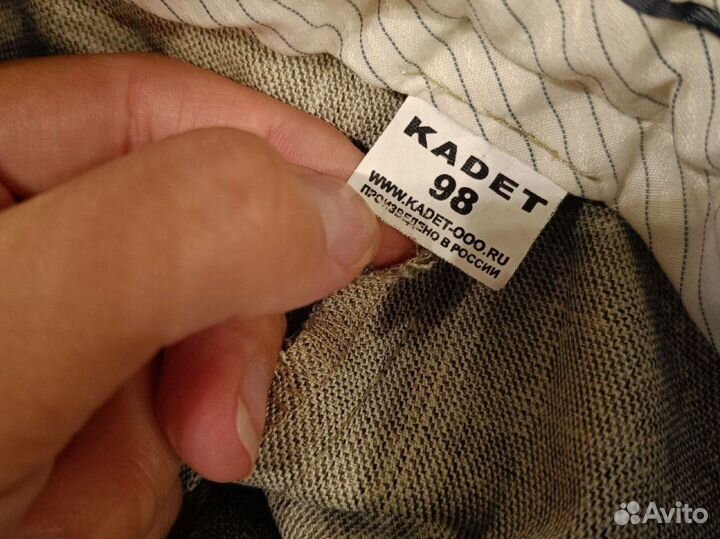 KADET
98
WWW.KADET-OOO.RU
ПРОИЗВЕДЕНО В РОССИИ
Avito